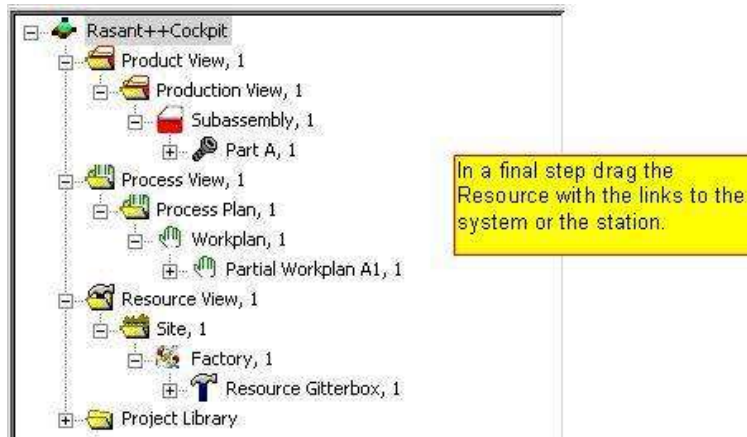 Rasant++Cockpit
Product View, 1
Production View, 1
Subassembly, 1
Part A, 1
Process View, 1
Process Plan, 1
Workplan, 1
Partial Workplan A1, 1
Resource View, 1
Site, 1
Factory, 1
Resource Gitterbox, 1
Project Library
In a final step drag the
Resource with the links to the
system or the station.